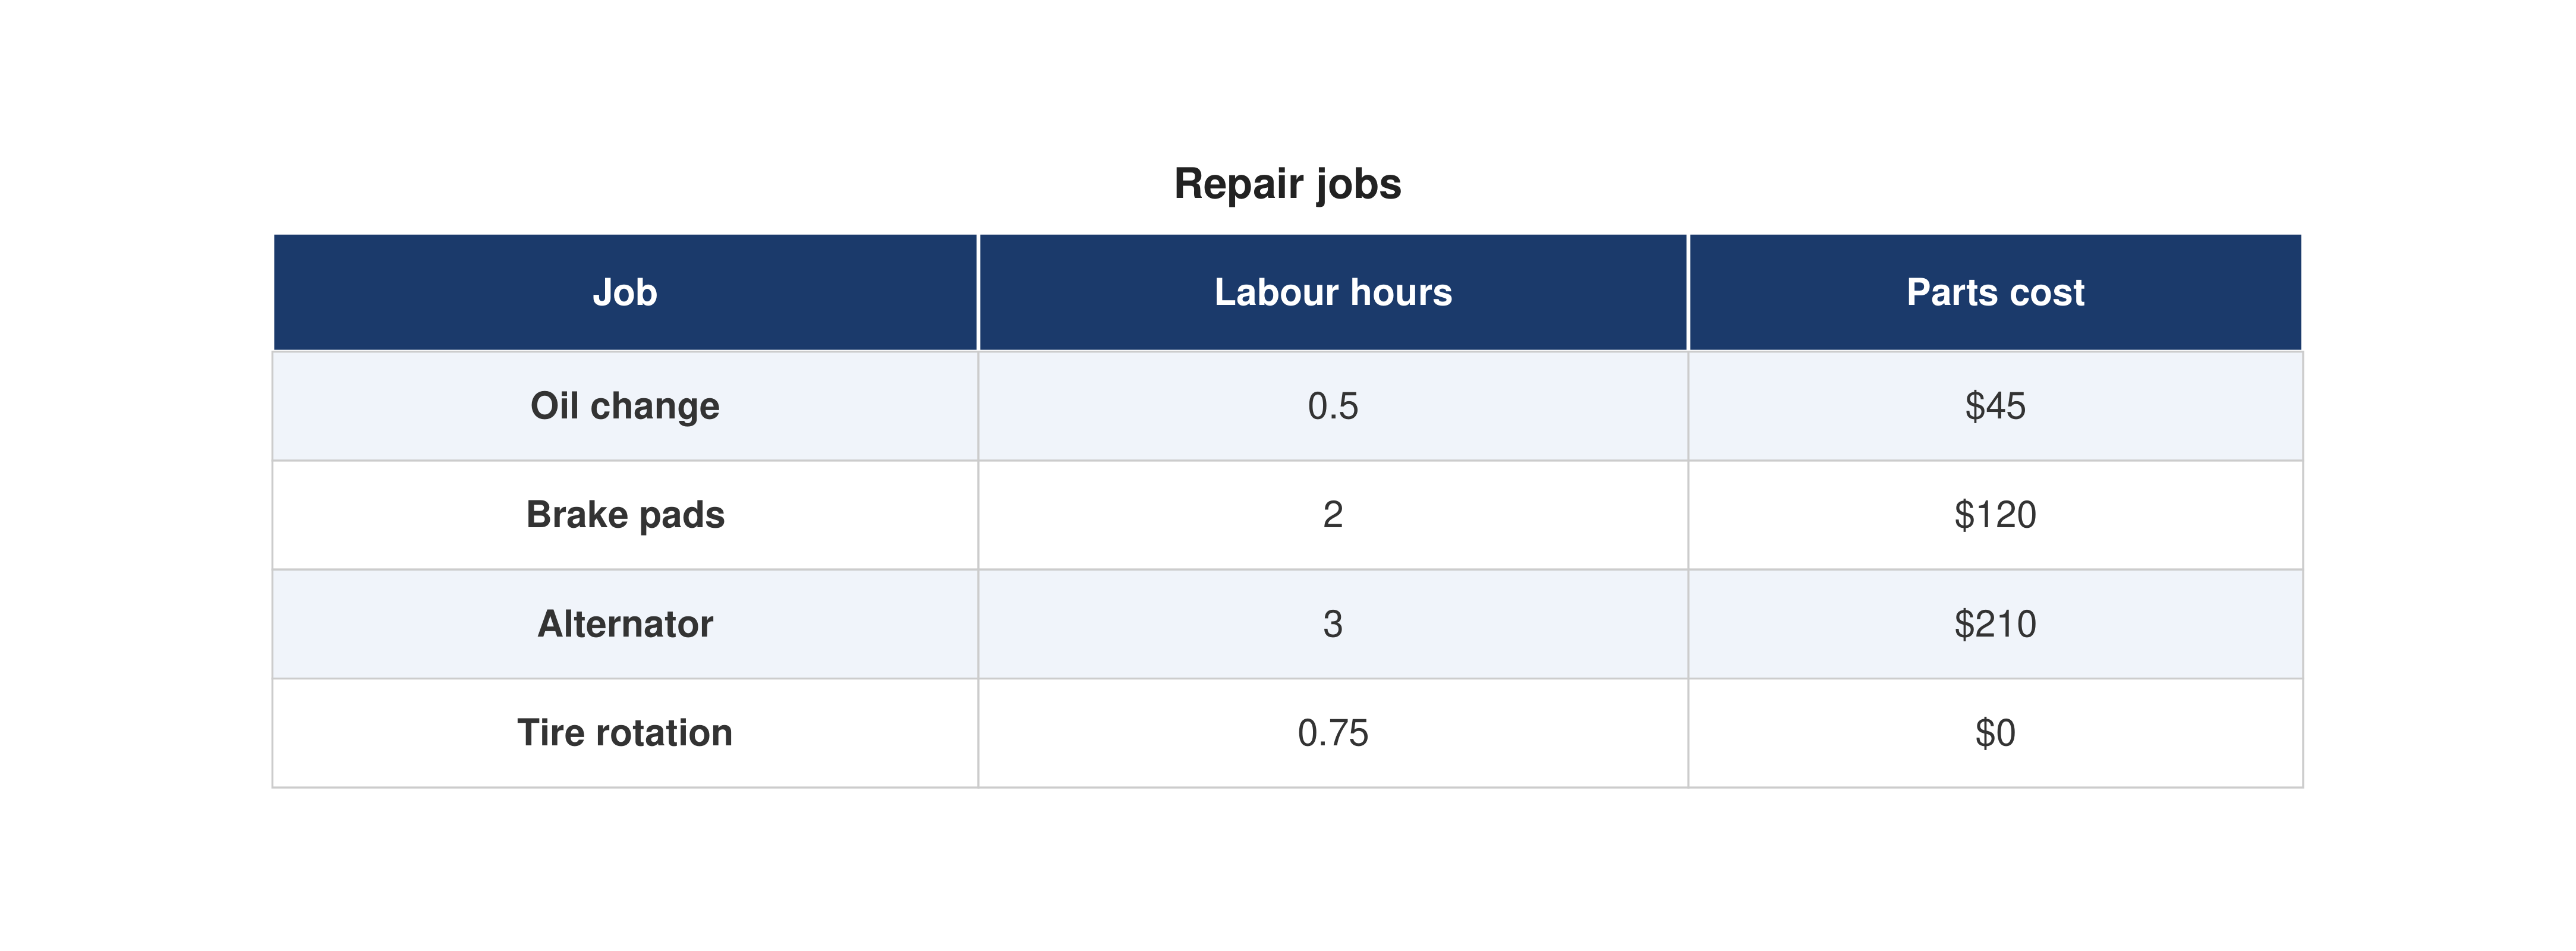 Repair jobs
Job Labour hours Parts cost
Oil change 0.5 $45
Brake pads 2 $120
Alternator 3 $210
Tire rotation 0.75 $0